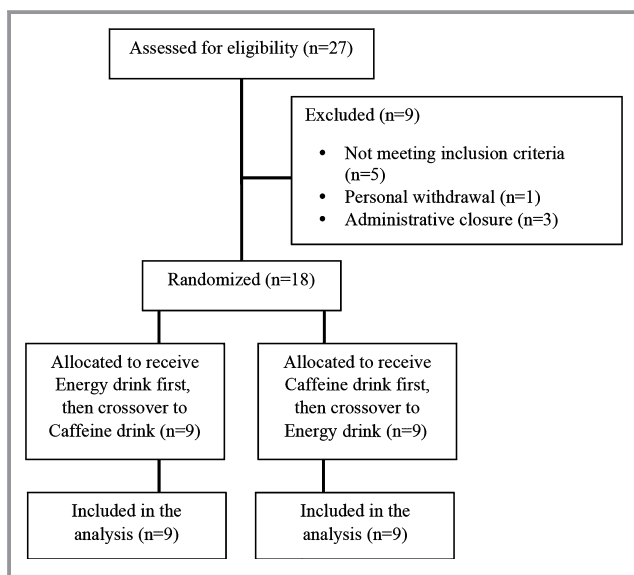 Assessed for eligibility (n=27)
Excluded (n=9)
• Not meeting inclusion criteria
(n=5)
• Personal withdrawal (n=1)
• Administrative closure (n=3)
Randomized (n=18)
Allocated to receive
Energy drink first,
then crossover to
Caffeine drink (n=9)
Allocated to receive
Caffeine drink first,
then crossover to
Energy drink (n=9)
Included in the
analysis (n=9)
Included in the
analysis (n=9)